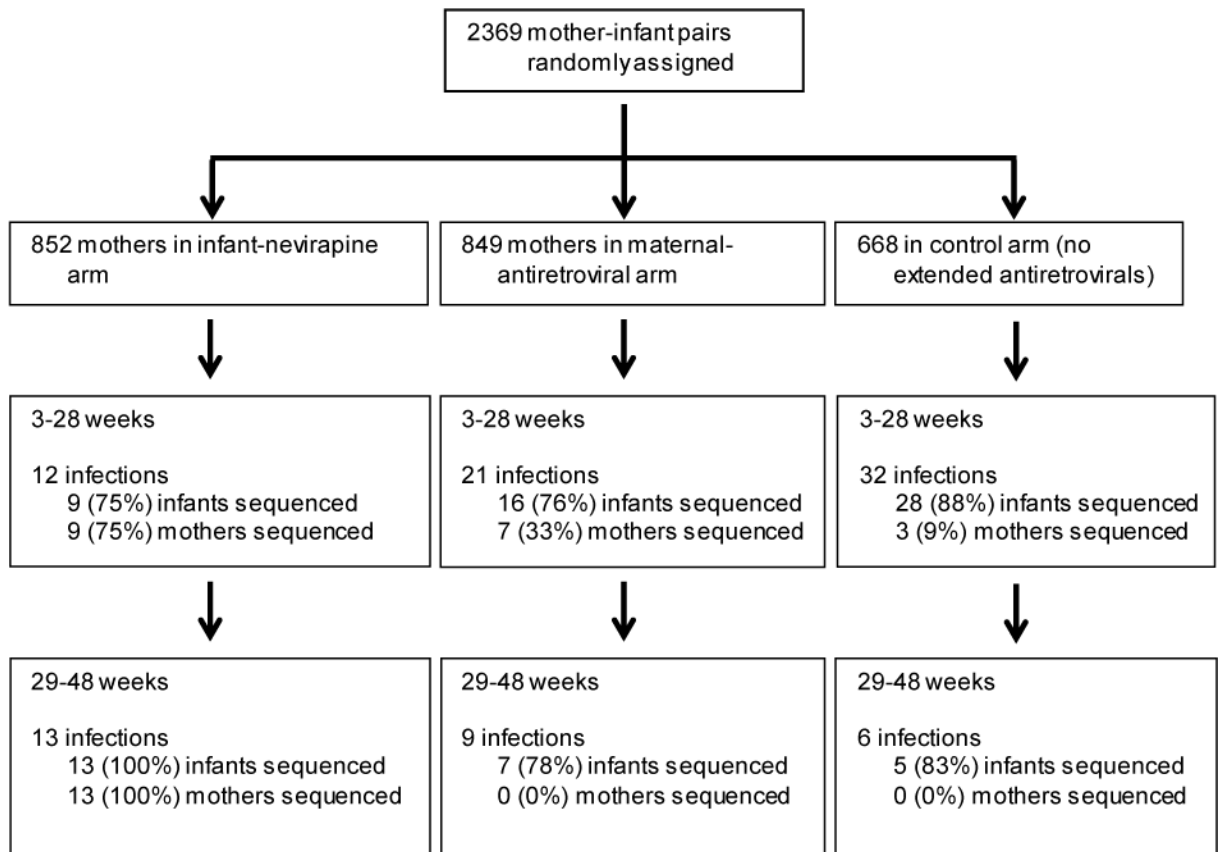 2369 mother-infant pairs
randomly assigned
852 mothers in infant-nevirapine
arm
849 mothers in maternal-
antiretroviral arm
668 in control arm (no
extended antiretrovirals)
3-28 weeks
12 infections
9 (75%) infants sequenced
9 (75%) mothers sequenced
3-28 weeks
21 infections
16 (76%) infants sequenced
7 (33%) mothers sequenced
3-28 weeks
32 infections
28 (88%) infants sequenced
3 (9%) mothers sequenced
29-48 weeks
13 infections
13 (100%) infants sequenced
13 (100%) mothers sequenced
29-48 weeks
9 infections
7 (78%) infants sequenced
0 (0%) mothers sequenced
29-48 weeks
6 infections
5 (83%) infants sequenced
0 (0%) mothers sequenced